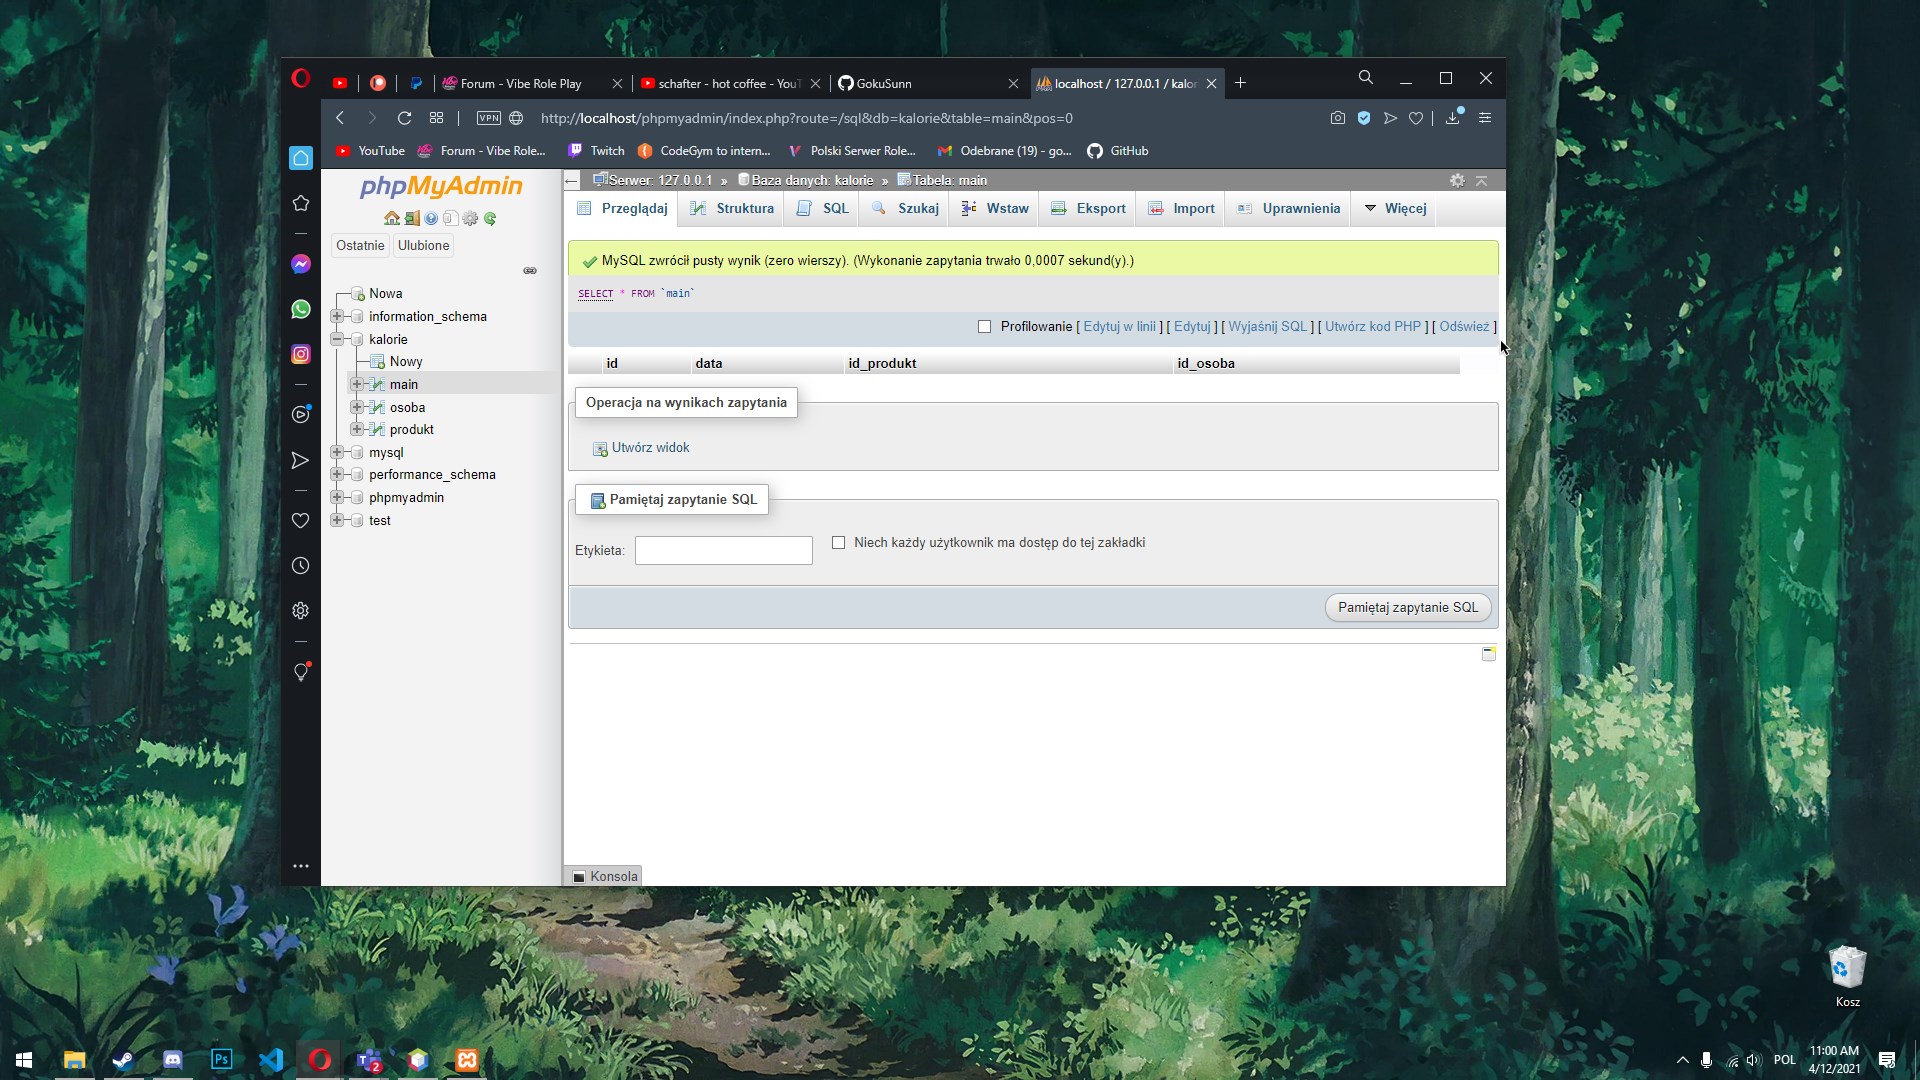 Forum - Vibe Role Play
schafter - hot coffee - YouT
GokuSunn
localhost / 127.0.0.1 / kalor
VPN
http://localhost/phpmyadmin/index.php?route=/sql&db=kalorie&table=main&pos=0
YouTube
Forum - Vibe Role...
Twitch
CodeGym to intern...
Polski Serwer Role...
Odebrane (19) - go...
GitHub
phpMyAdmin
Ostatnie
Ulubione
Nowa
information_schema
kalorie
Nowy
main
osoba
produkt
mysql
performance_schema
phpmyadmin
test
Serwer: 127.0.0.1 » Baza danych: kalorie » Tabela: main
Przeglądaj
Struktura
SQL
Szukaj
Wstaw
Eksport
Import
Uprawnienia
Więcej
MySQL zwrócił pusty wynik (zero wierszy). (Wykonanie zapytania trwało 0,0007 sekund(y).)
SELECT * FROM `main`
Profilowanie [ Edytuj w linii ] [ Edytuj ] [ Wyjaśnij SQL ] [ Utwórz kod PHP ] [ Odśwież ]
id data id_produkt id_osoba
Operacja na wynikach zapytania
Utwórz widok
Pamiętaj zapytanie SQL
Etykieta:
Niech każdy użytkownik ma dostęp do tej zakładki
Pamiętaj zapytanie SQL
Konsola
Kosz
Ps
T
2
POL
11:00 AM
4/12/2021